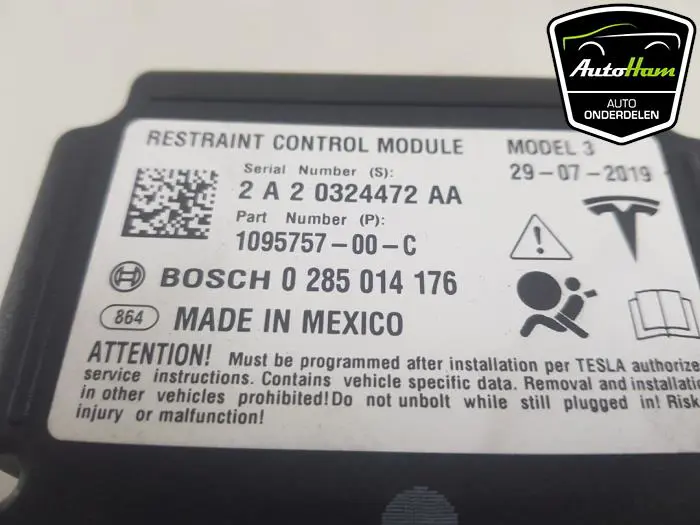 AutoHam
AUTO
ONDERDELEN
RESTRAINT CONTROL MODULE MODEL 3
Serial Number (S): 29-07-2019
2 A 2 0324472 AA
Part Number (P):
1095757-00-C
BOSCH 0 285 014 176
864 MADE IN MEXICO
ATTENTION! Must be programmed after installation per TESLA authorize
service instructions. Contains vehicle specific data. Removal and installati
in other vehicles prohibited! Do not unbolt while still plugged in! Risk
injury or malfunction!